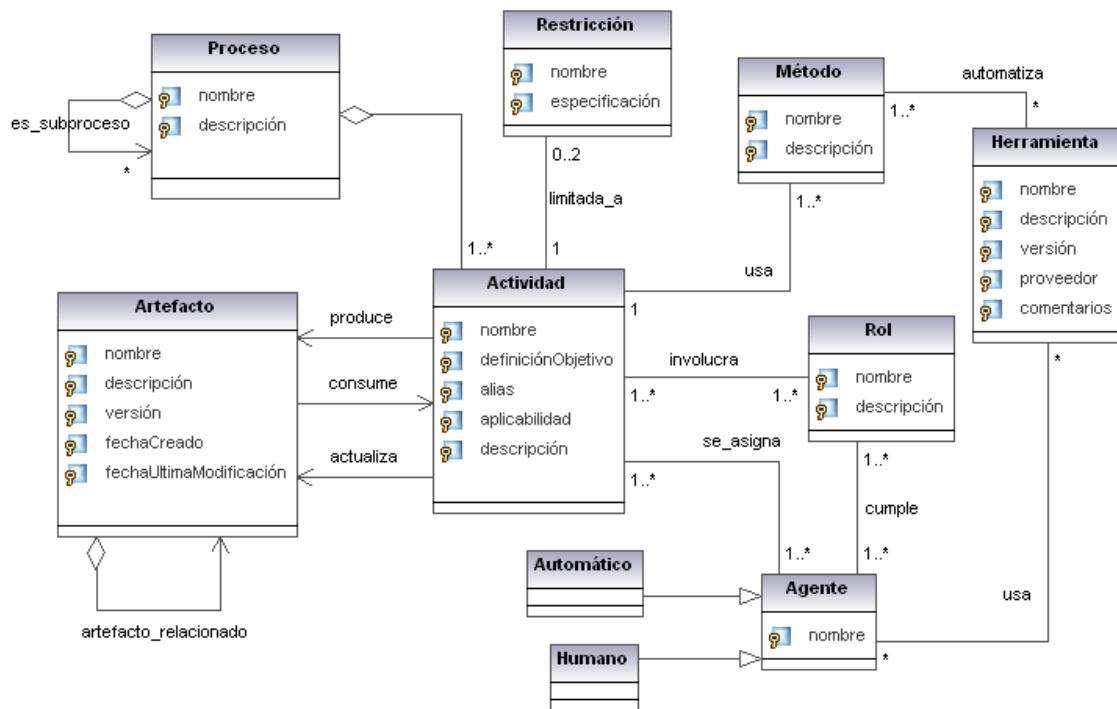 Proceso
nombre
descripción
es_subproceso
*
1..*
Restricción
nombre
especificación
0..2
limitada_a
1
Método
nombre
descripción
1..*
automatiza
*
1..*
usa
1
Herramienta
nombre
descripción
versión
proveedor
comentarios
*
Artefacto
nombre
descripción
versión
fechaCreado
fechaUltimaModificación
artefacto_relacionado
produce
consume
actualiza
Actividad
nombre
definiciónObjetivo
alias
aplicabilidad
descripción
involucra
1..*
1..*
Rol
nombre
descripción
se_asigna
1..*
1..*
1..*
cumple
1..*
Automático
Humano
Agente
nombre
usa
*